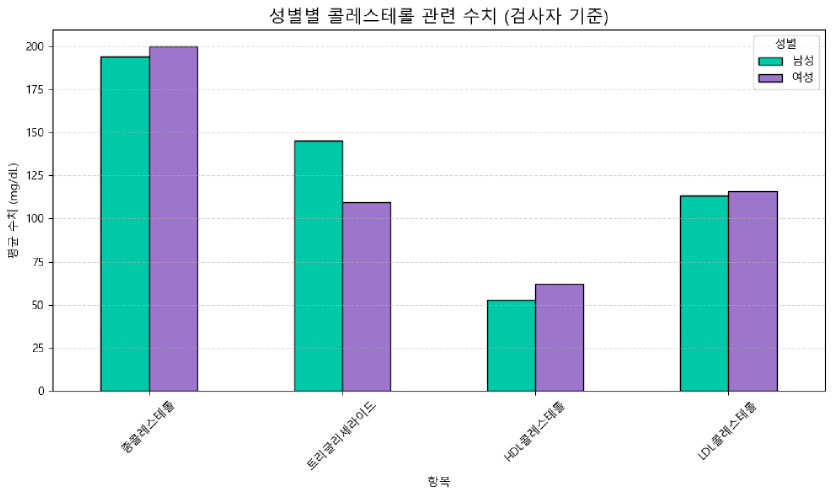 성별별 콜레스테롤 관련 수치 (검사자 기준)
성별
남성
여성
평균 수치 (mg/dL)
200
175
150
125
100
75
50
25
0
총콜레스테롤
트리글리세라이드
HDL콜레스테롤
LDL콜레스테롤
항목